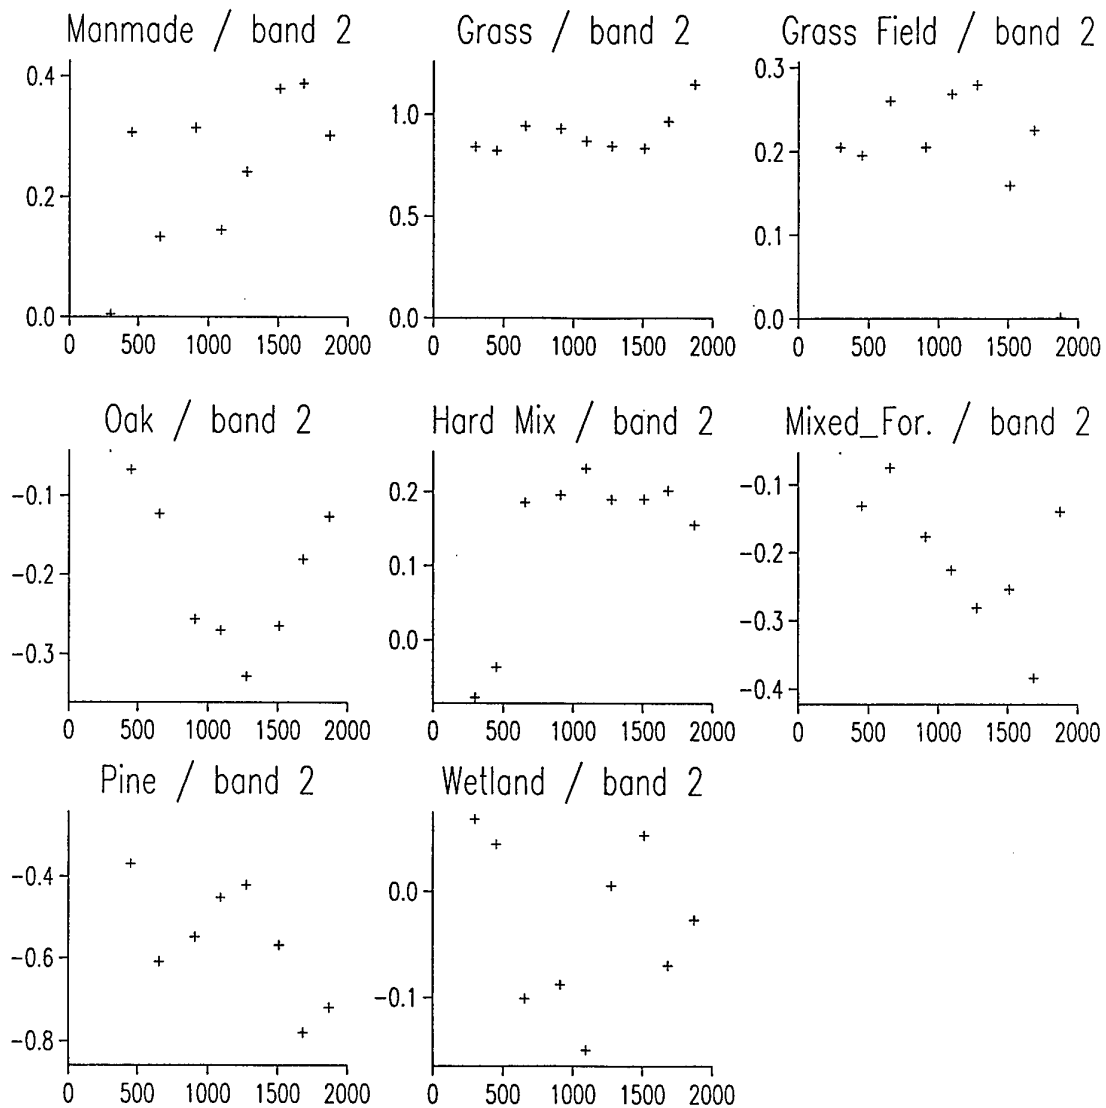 Manmade / band 2
Grass / band 2
Grass Field / band 2
0.4
0.2
0.0
0 500 1000 1500 2000
1.0
0.5
0.0
0 500 1000 1500 2000
0.3
0.2
0.1
0.0
0 500 1000 1500 2000
Oak / band 2
Hard Mix / band 2
Mixed_For. / band 2
-0.1
-0.2
-0.3
0 500 1000 1500 2000
0.2
0.1
0.0
0 500 1000 1500 2000
-0.1
-0.2
-0.3
-0.4
0 500 1000 1500 2000
Pine / band 2
Wetland / band 2
-0.4
-0.6
-0.8
0 500 1000 1500 2000
0.0
-0.1
0 500 1000 1500 2000